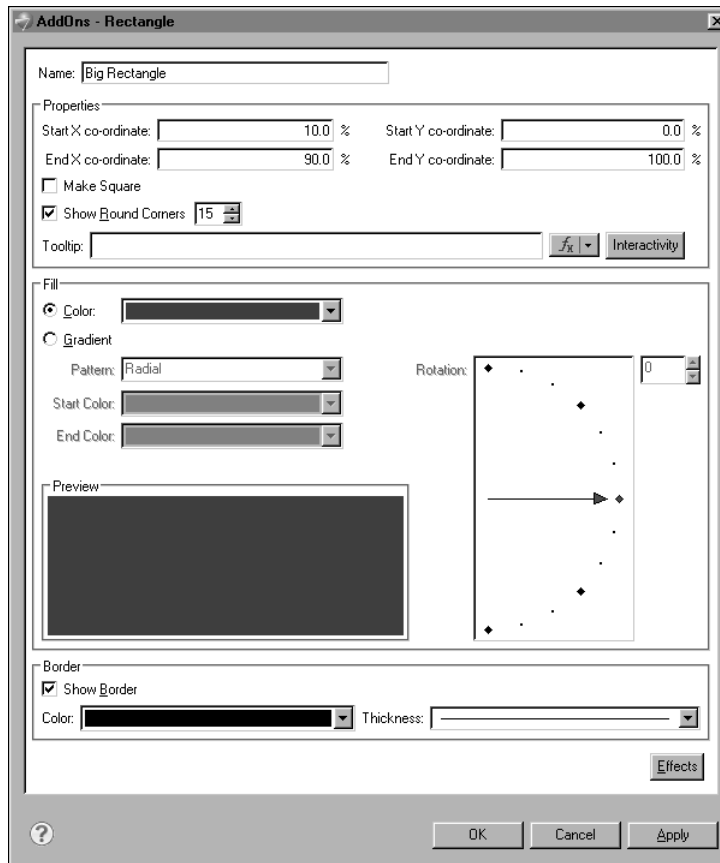 AddOns - Rectangle
Name: Big Rectangle
Properties
Start X co-ordinate: 10.0 % Start Y co-ordinate: 0.0 %
End X co-ordinate: 90.0 % End Y co-ordinate: 100.0 %
Make Square
Show Round Corners 15
Tooltip: fx Interactivity
Fill
Color:
Gradient
Pattern: Radial Rotation: 0
Start Color:
End Color:
Preview
Border
Show Border
Color: Thickness:
Effects
? OK Cancel Apply